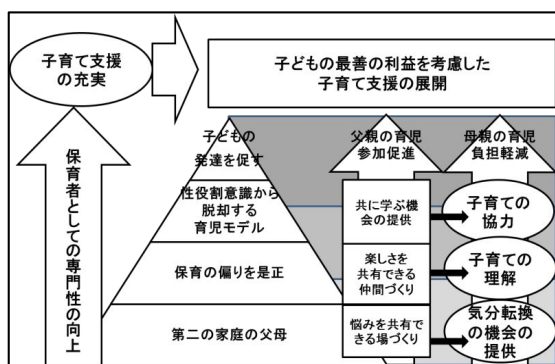 子育て支援
の充実
子どもの最善の利益を考慮した
子育て支援の展開
保育者としての専門性の向上
子どもの
発達を促す
性役割意識から
脱却する
育児モデル
保育の偏りを是正
第二の家庭の父母
父親の育児
参加促進
母親の育児
負担軽減
共に学ぶ機
会の提供
子育ての
協力
楽しさを
共有できる
仲間づくり
子育ての
理解
悩みを共有で
きる場づくり
気分転換
の機会の
提供